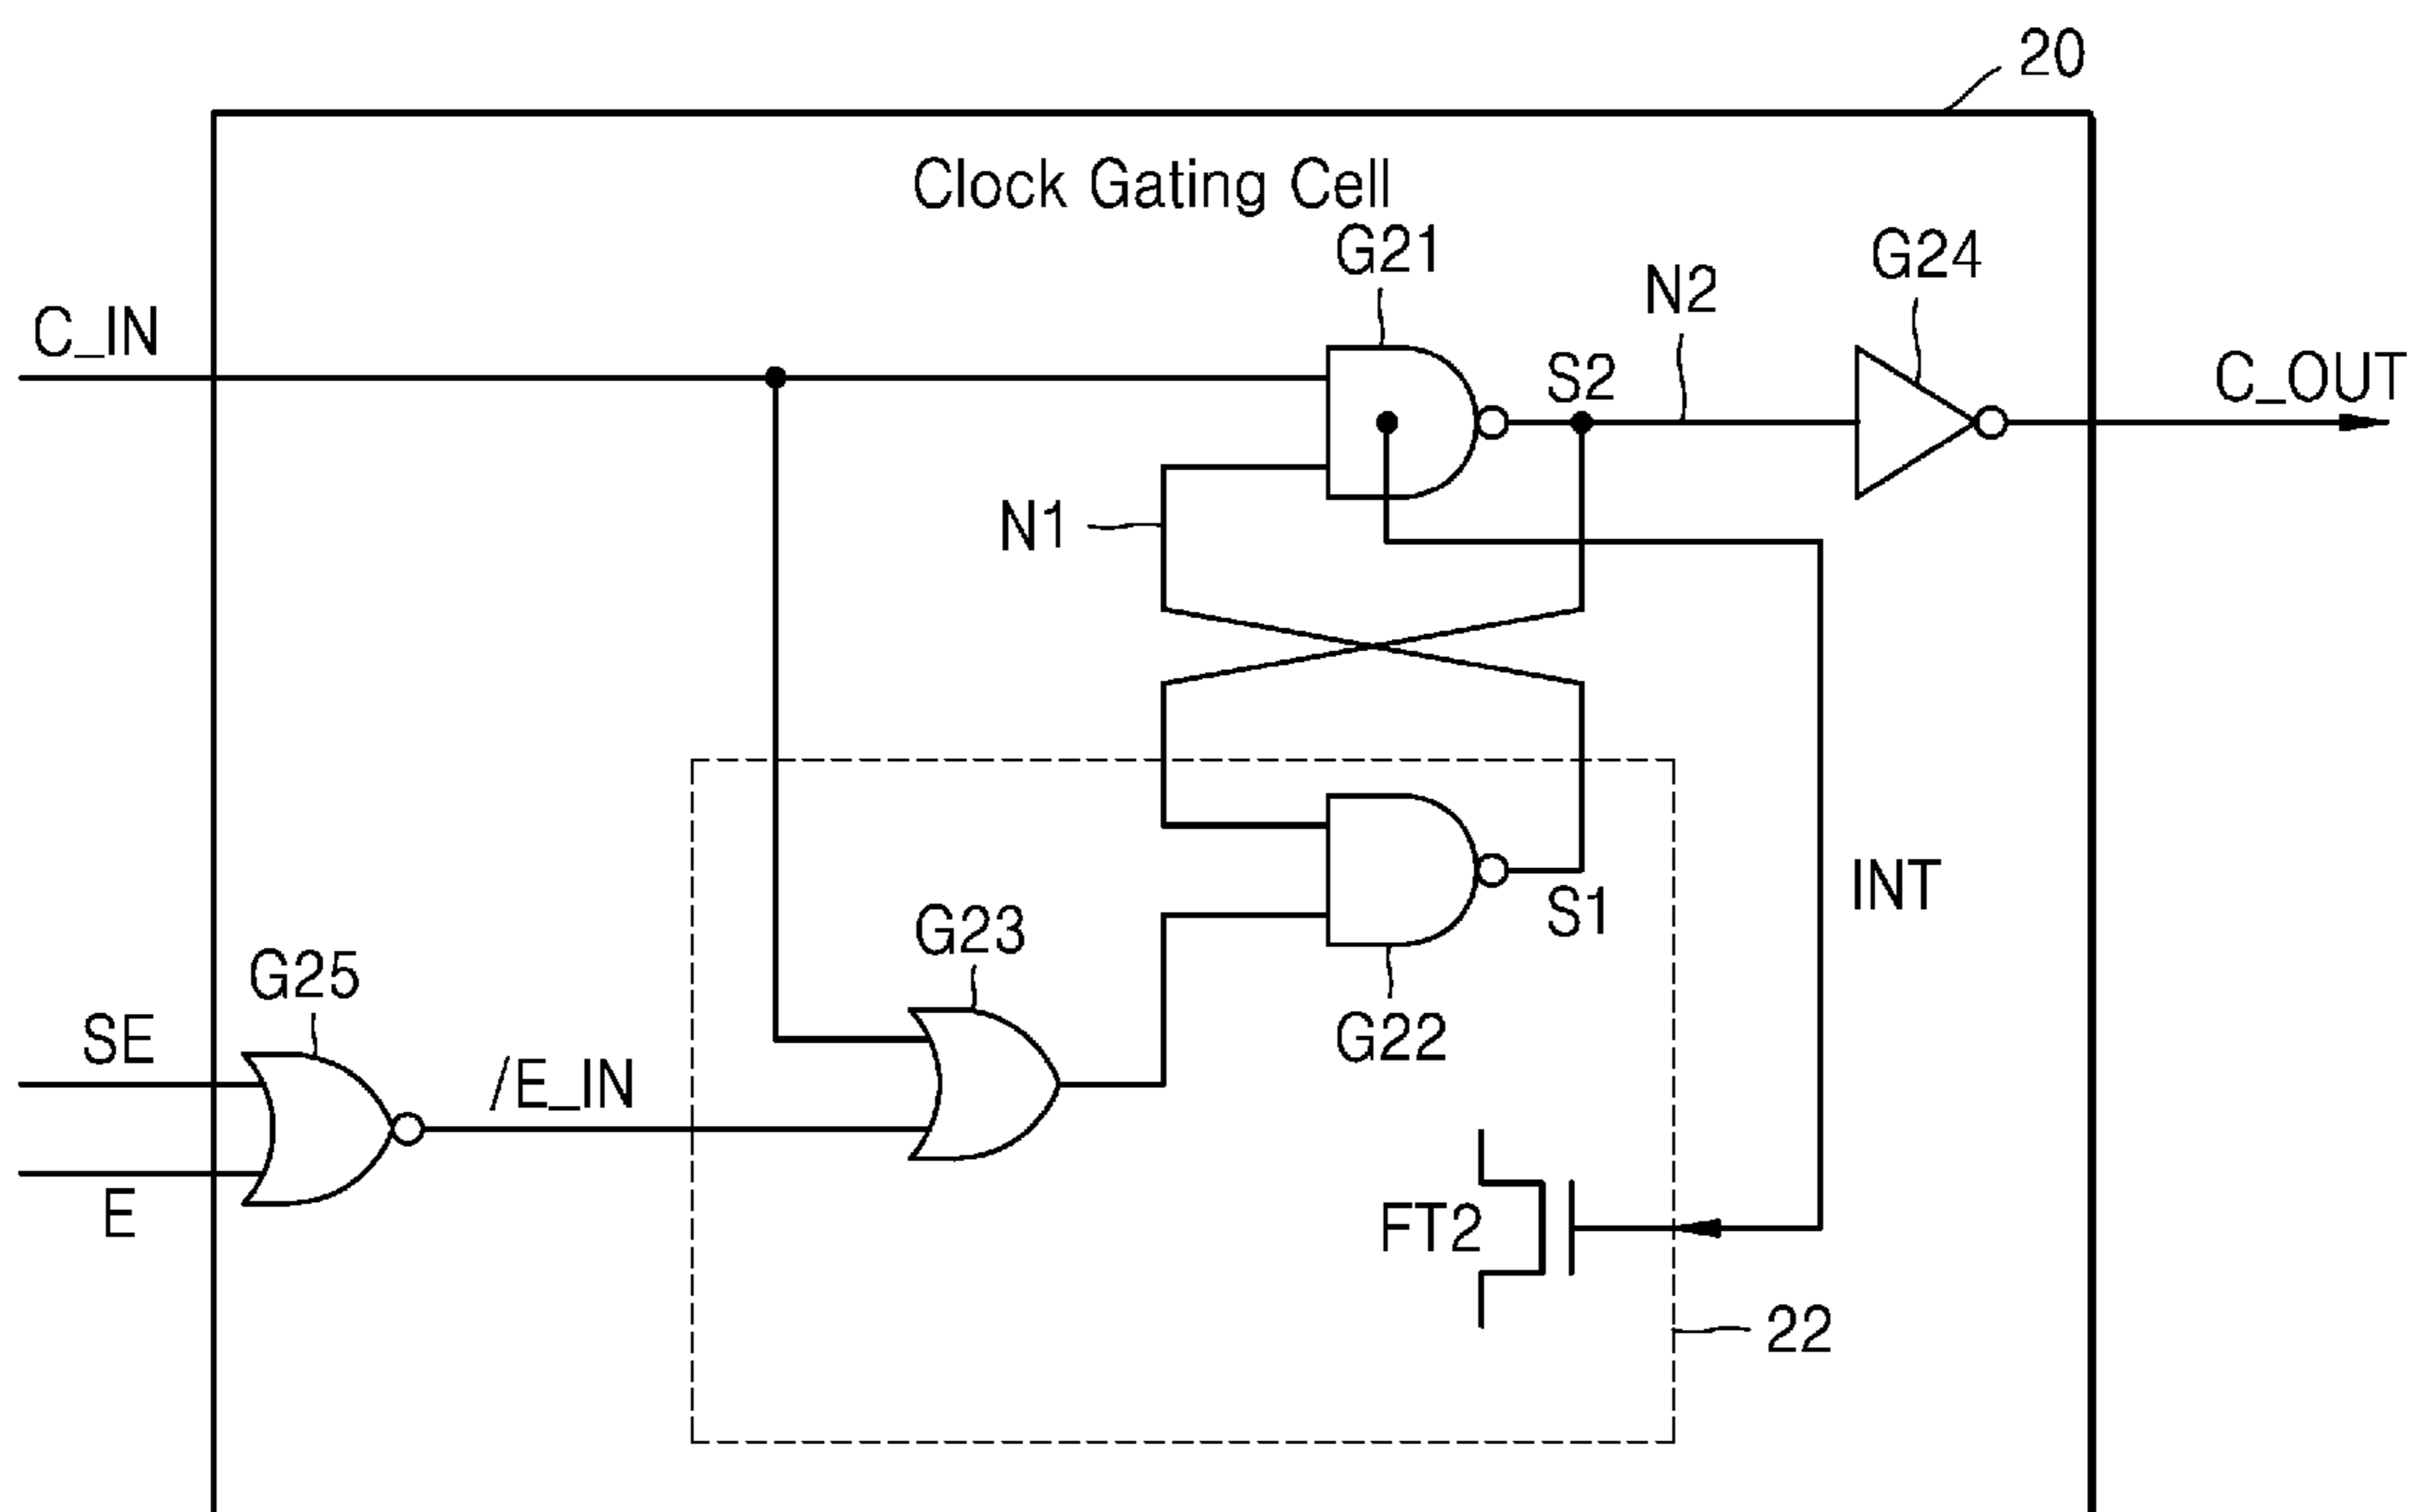 20
Clock Gating Cell
G21
G24
N2
C_IN
S2
C_OUT
N1
INT
S1
G23
G25
SE
G22
/E_IN
E
FT2
22